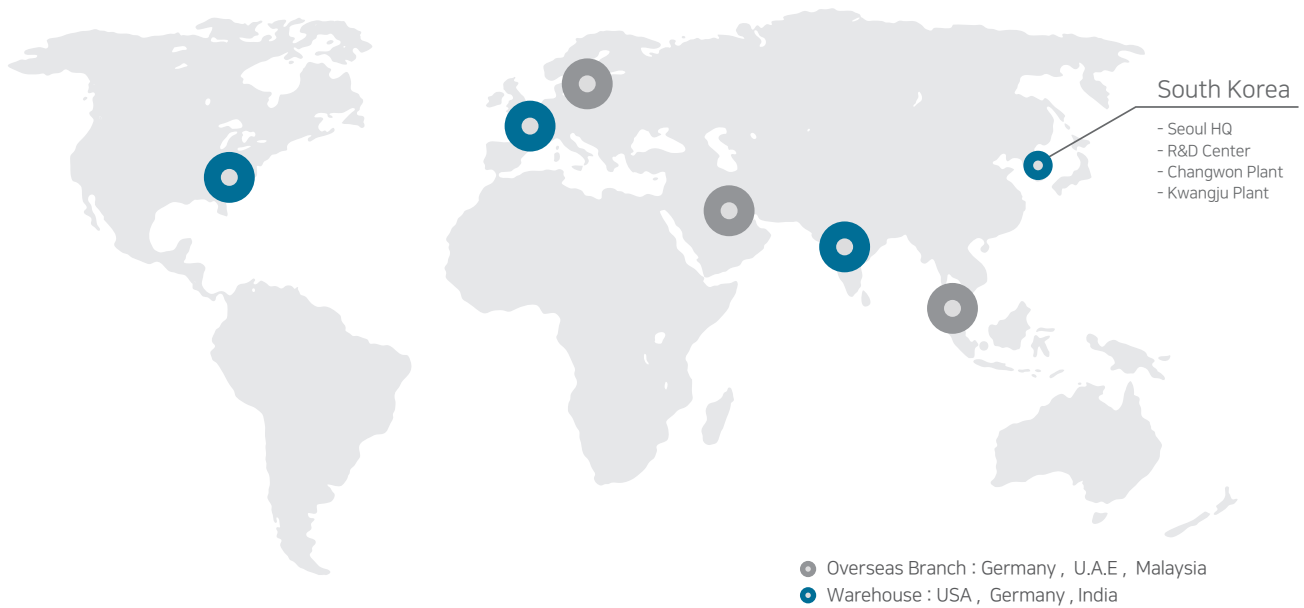 South Korea
- Seoul HQ
- R&D Center
- Changwon Plant
- Kwangju Plant
Overseas Branch : Germany , U.A.E , Malaysia
Warehouse : USA , Germany , India